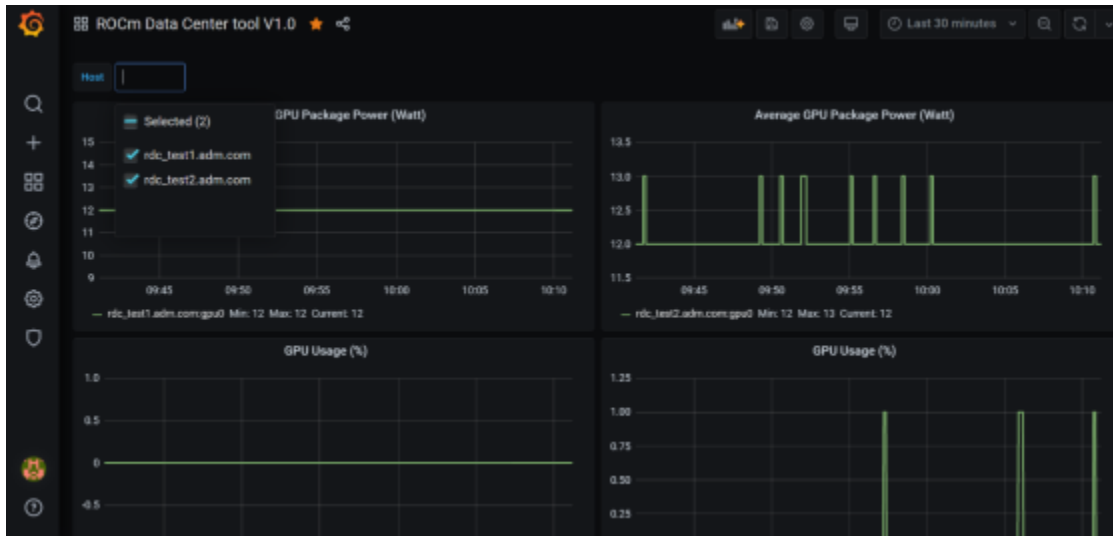 ROCm Data Center tool V1.0
Last 30 minutes
Host
Selected (2)
rdc_test1.adm.com
rdc_test2.adm.com
GPU Package Power (Watt)
15
14
13
12
11
10
9
09:45 09:50 09:55 10:00 10:05 10:10
rdc_test1.adm.com:gpu0 Min: 12 Max: 12 Current: 12
Average GPU Package Power (Watt)
13.5
13.0
12.5
12.0
11.5
09:45 09:50 09:55 10:00 10:05 10:10
rdc_test2.adm.com:gpu0 Min: 12 Max: 13 Current: 12
GPU Usage (%)
1.0
0.5
0
-0.5
GPU Usage (%)
1.25
1.00
0.75
0.50
0.25